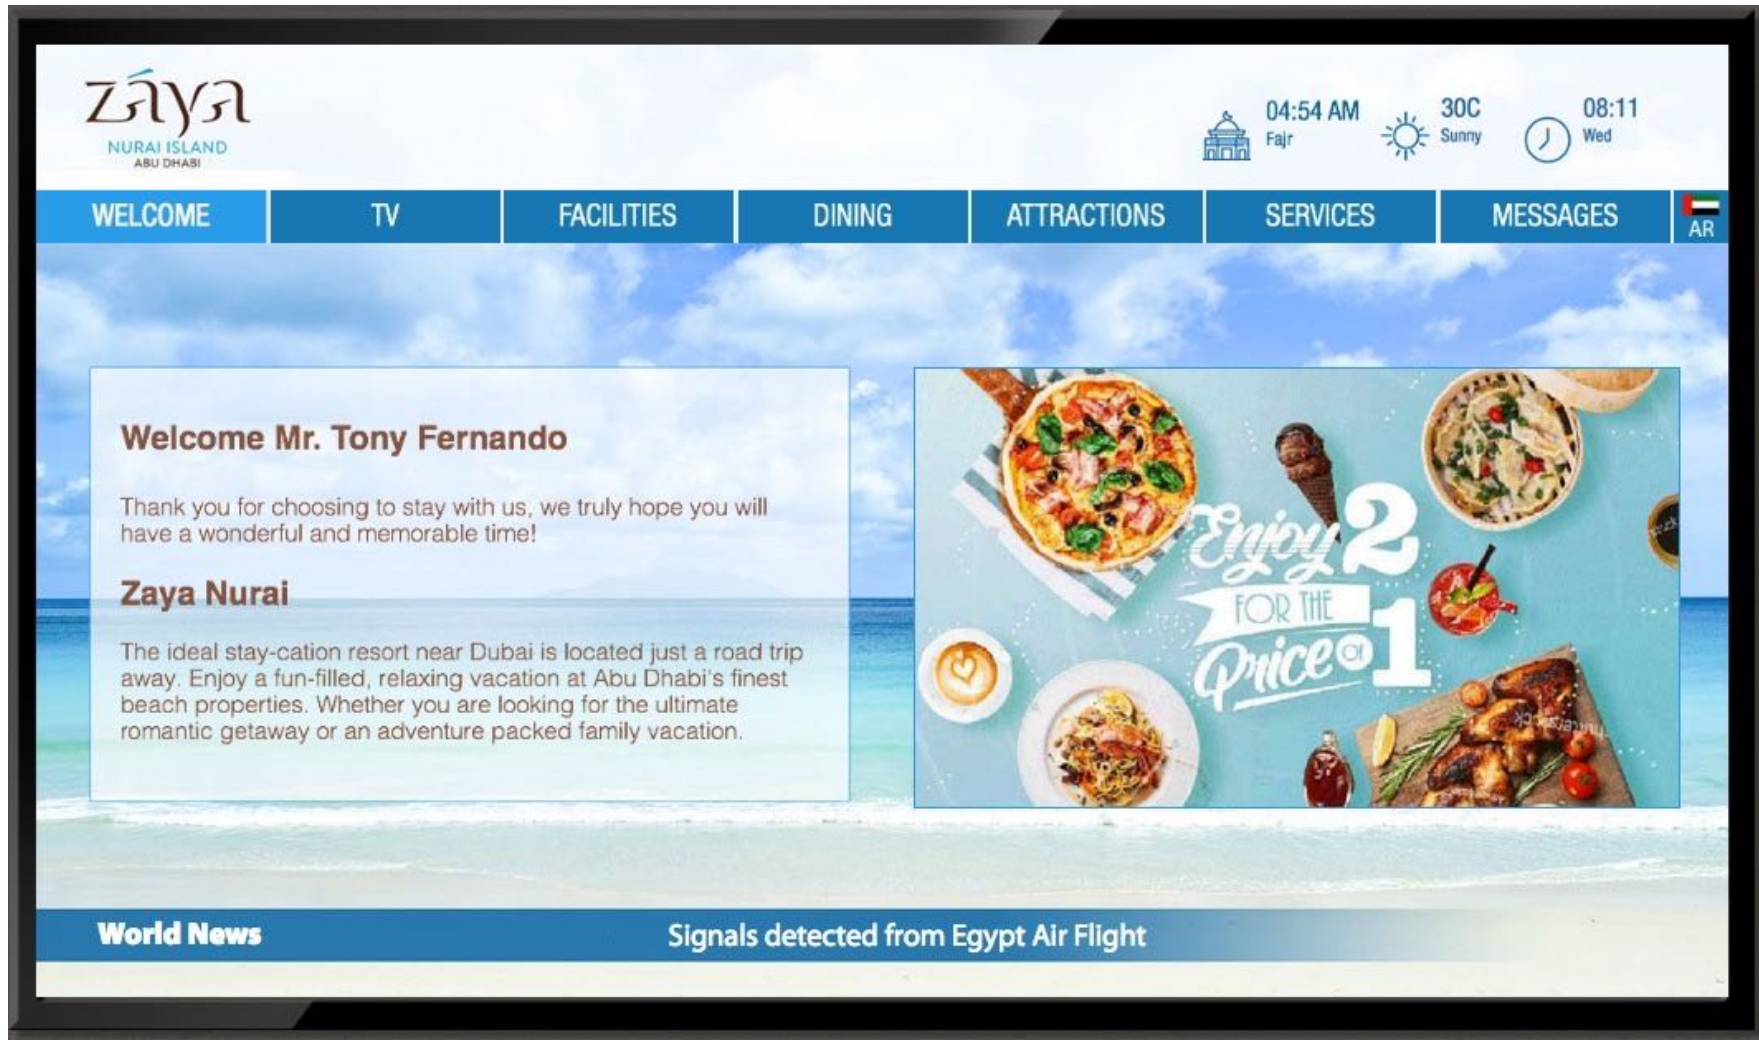 záya
NURAI ISLAND
ABU DHABI
04:54 AM
Fajr
30C
Sunny
08:11
Wed
WELCOME
TV
FACILITIES
DINING
ATTRACTIONS
SERVICES
MESSAGES
AR
Welcome Mr. Tony Fernando
Thank you for choosing to stay with us, we truly hope you will
have a wonderful and memorable time!
Zaya Nurai
The ideal stay-cation resort near Dubai is located just a road trip
away. Enjoy a fun-filled, relaxing vacation at Abu Dhabi's finest
beach properties. Whether you are looking for the ultimate
romantic getaway or an adventure packed family vacation.
Enjoy 2
FOR THE
Price of 1
World News
Signals detected from Egypt Air Flight